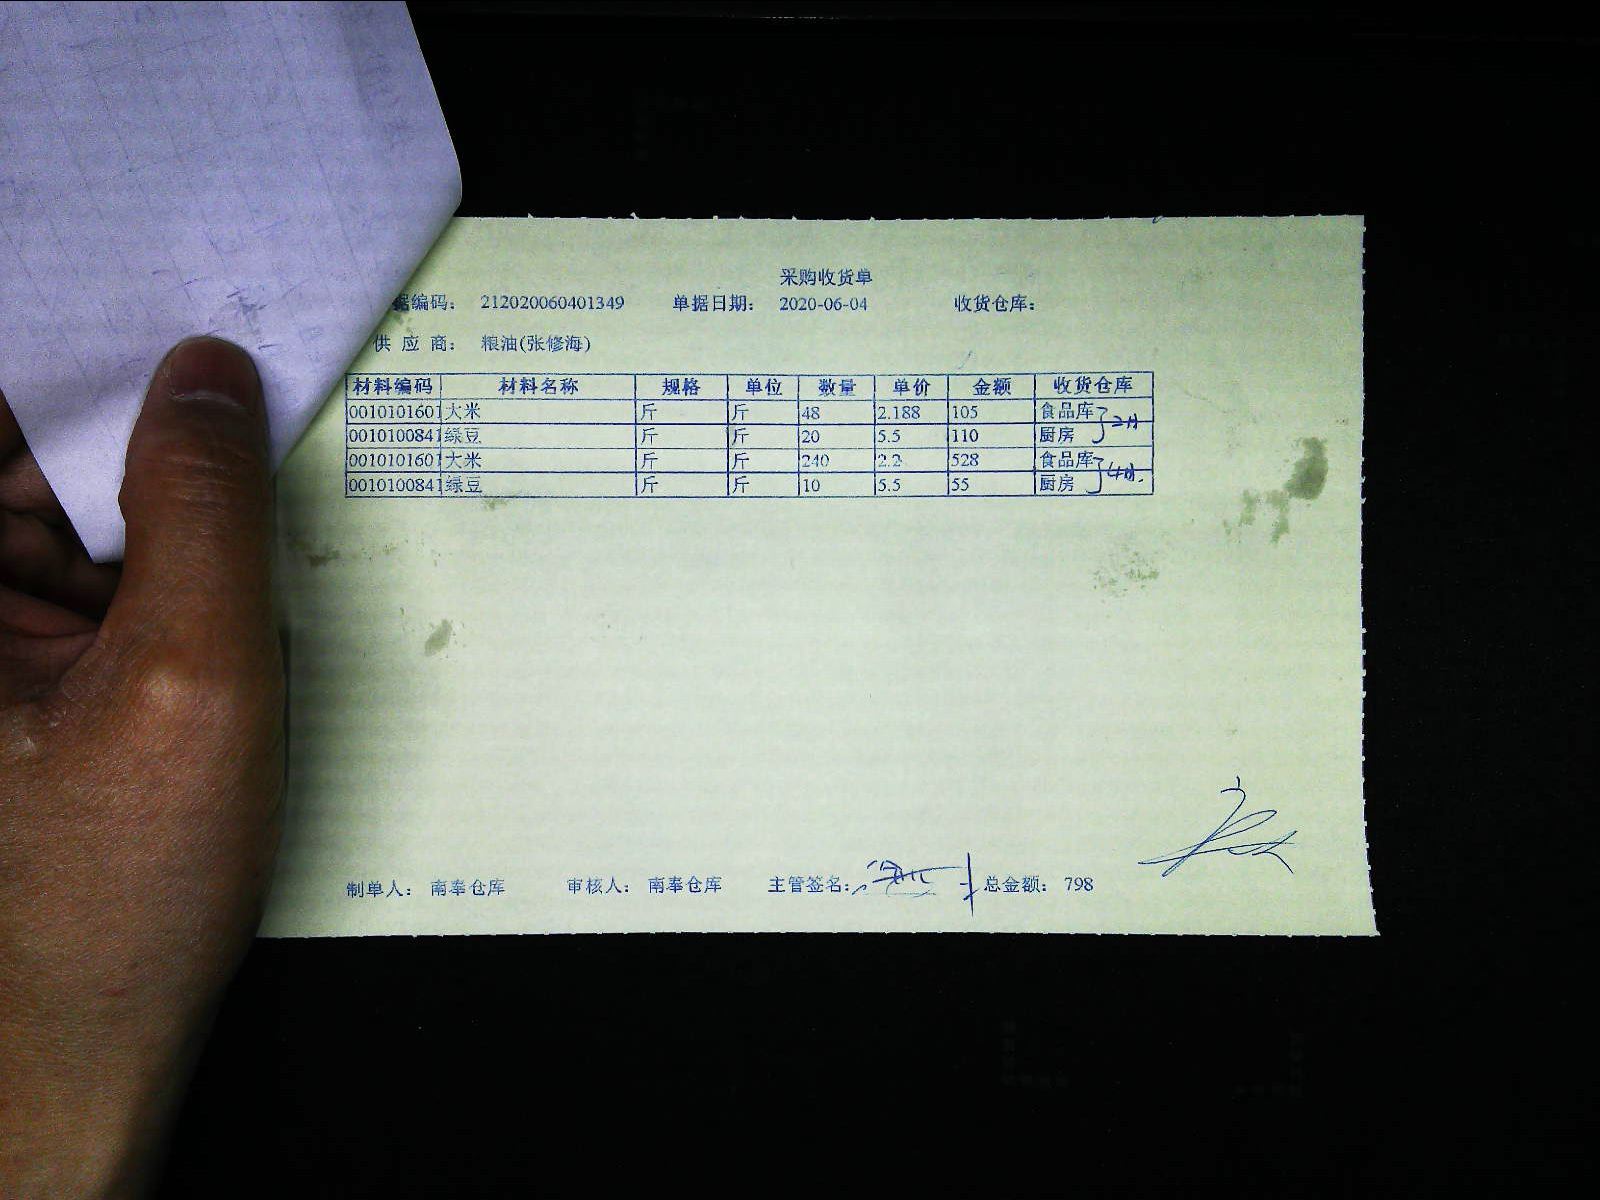 采购收货单
据编码： 212020060401349 单据日期： 2020-06-04 收货仓库：
供 应 商： 粮油(张修海)
材料编码 材料名称 规格 单位 数量 单价 金额 收货仓库
0010101601 大米 斤 斤 48 2.188 105 食品库
0010100841 绿豆 斤 斤 20 5.5 110 厨房
0010101601 大米 斤 斤 240 2.2 528 食品库
0010100841 绿豆 斤 斤 10 5.5 55 厨房
制单人： 南奉仓库 审核人： 南奉仓库 主管签名： 总金额： 798